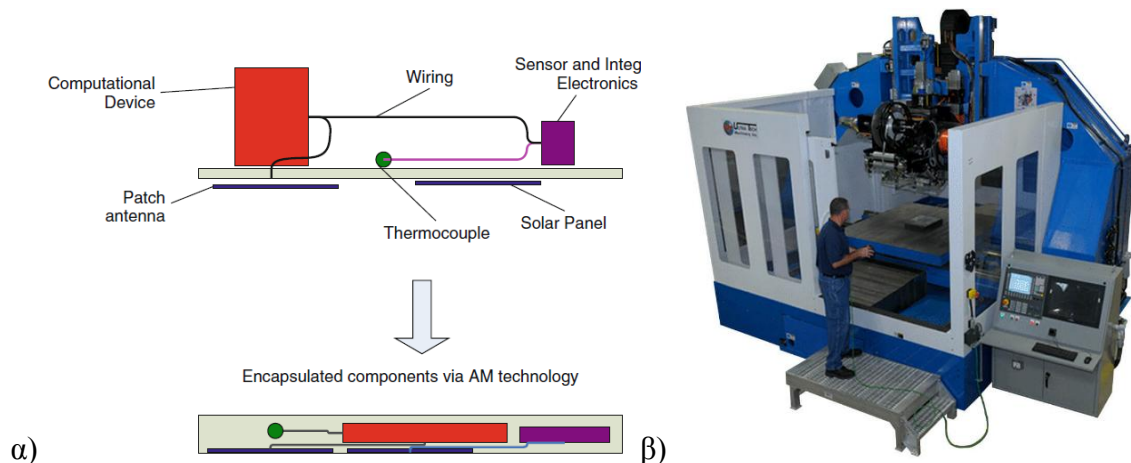 Computational
Device
Wiring
Sensor and Integ
Electronics
Patch
antenna
Thermocouple
Solar Panel
Encapsulated components via AM technology
α)
β)